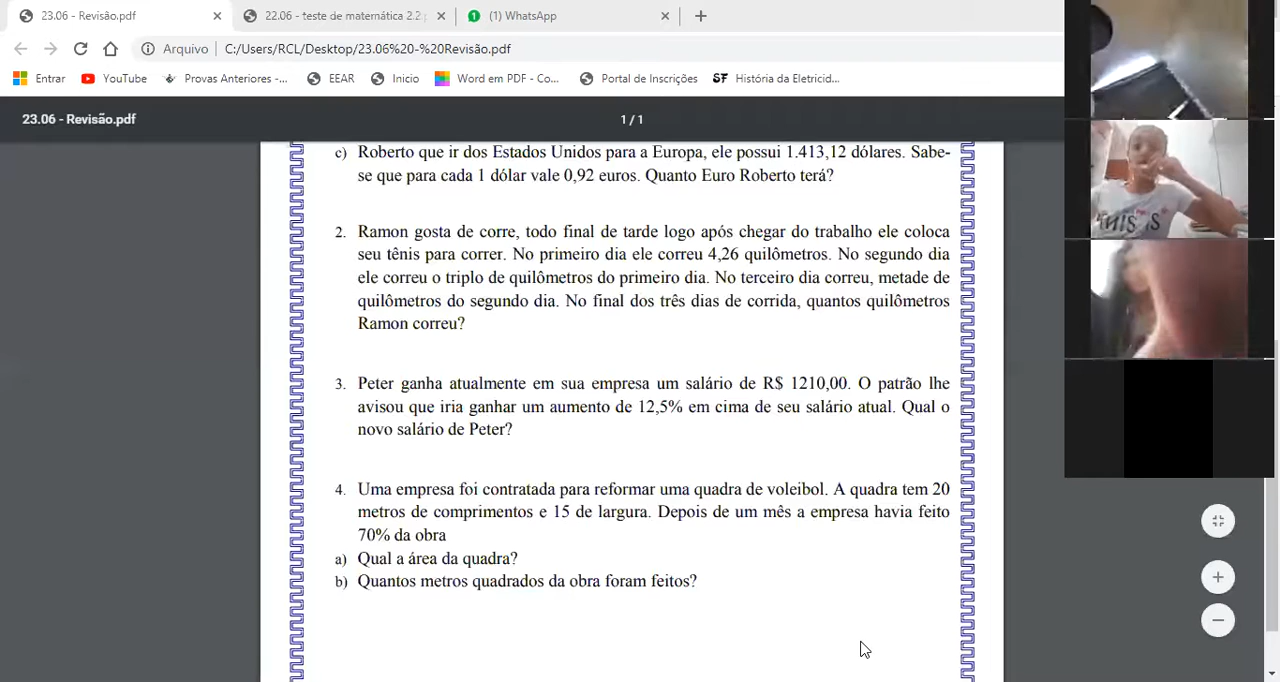 23.06 - Revisão.pdf
22.06 - teste de matemática 2.2
(1) WhatsApp
Arquivo
C:/Users/RCL/Desktop/23.06%20-%20Revisão.pdf
Entrar
YouTube
Provas Anteriores -...
EEAR
Inicio
Word em PDF - Co...
Portal de Inscrições
SF História da Eletricid...
23.06 - Revisão.pdf
1 / 1
c) Roberto que ir dos Estados Unidos para a Europa, ele possui 1.413,12 dólares. Sabe-
se que para cada 1 dólar vale 0,92 euros. Quanto Euro Roberto terá?
2. Ramon gosta de corre, todo final de tarde logo após chegar do trabalho ele coloca
seu tênis para correr. No primeiro dia ele correu 4,26 quilômetros. No segundo dia
ele correu o triplo de quilômetros do primeiro dia. No terceiro dia correu, metade de
quilômetros do segundo dia. No final dos três dias de corrida, quantos quilômetros
Ramon correu?
3. Peter ganha atualmente em sua empresa um salário de R$ 1210,00. O patrão lhe
avisou que iria ganhar um aumento de 12,5% em cima de seu salário atual. Qual o
novo salário de Peter?
4. Uma empresa foi contratada para reformar uma quadra de voleibol. A quadra tem 20
metros de comprimentos e 15 de largura. Depois de um mês a empresa havia feito
70% da obra
a) Qual a área da quadra?
b) Quantos metros quadrados da obra foram feitos?